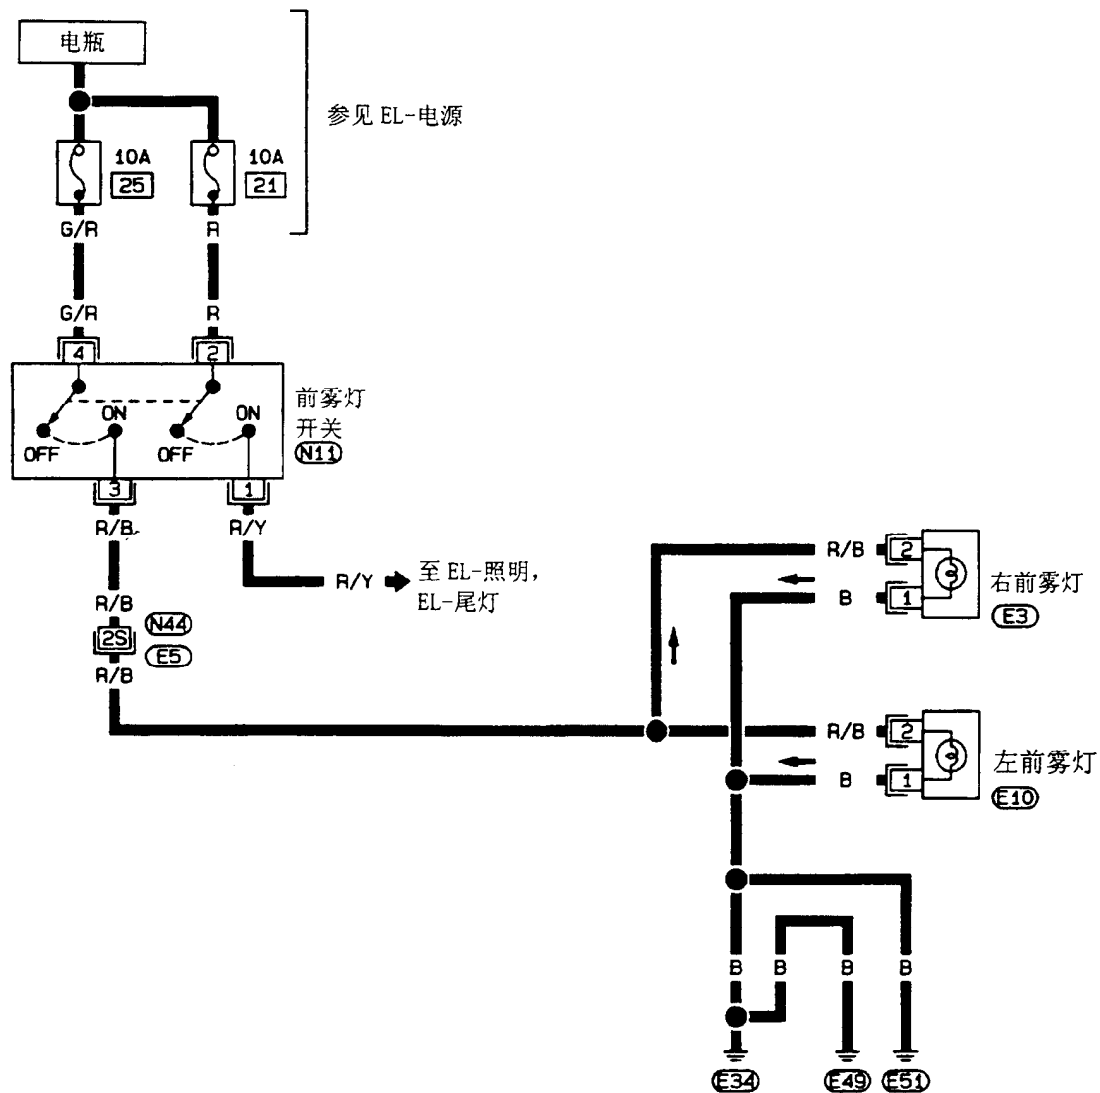 电瓶
参见 EL-电源
10A
25
10A
21
G/R
R
G/R
R
4
2
前雾灯
开关
N11
ON
OFF
ON
OFF
3
1
R/B
R/Y
R/Y
至 EL-照明,
EL-尾灯
R/B
N44
2S
E5
R/B
R/B
2
B
1
右前雾灯
E3
R/B
2
B
1
左前雾灯
E10
B
B
B
B
E34
E49
E51